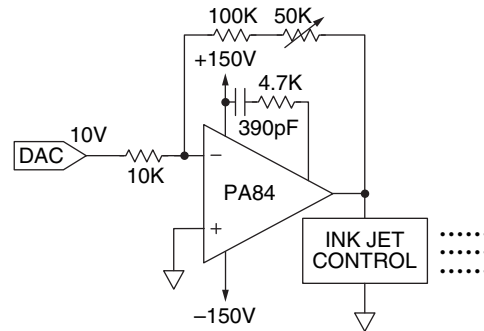 100K 50K
+150V
4.7K
390pF
10V
DAC
10K
−
PA84
+
INK JET
CONTROL
−150V